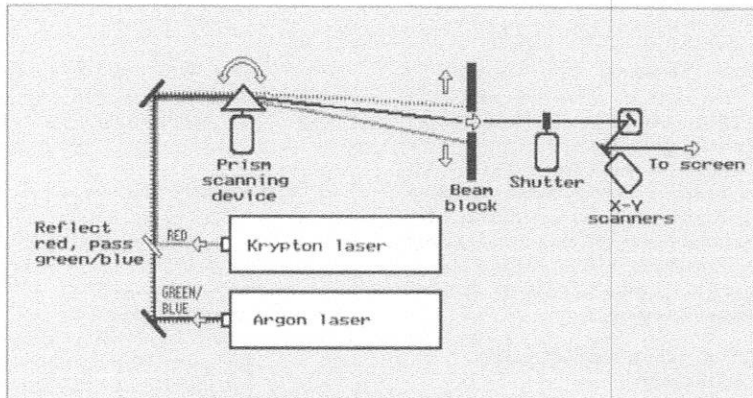 Prism
scanning
device
Beam
block
Shutter
To screen
X-Y
scanners
Reflect
red, pass
green/blue
RED
Krypton laser
GREEN/
BLUE
Argon laser